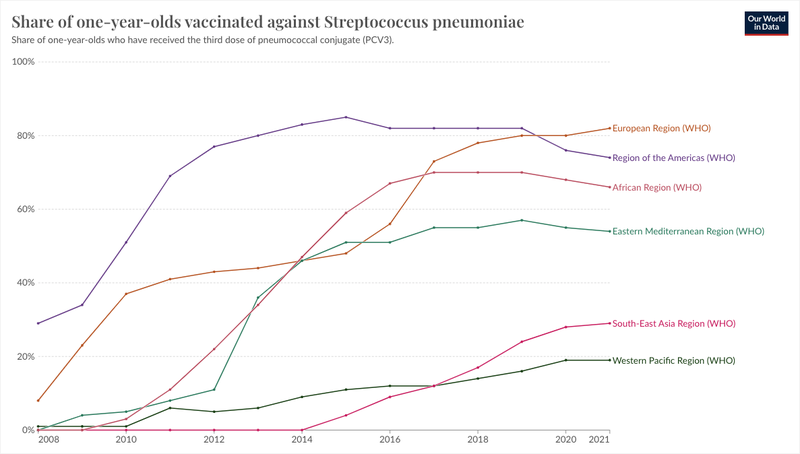 Share of one-year-olds vaccinated against Streptococcus pneumoniae
Share of one-year-olds who have received the third dose of pneumococcal conjugate (PCV3).
Our World
in Data
100%
80%
60%
40%
20%
0%
European Region (WHO)
Region of the Americas (WHO)
African Region (WHO)
Eastern Mediterranean Region (WHO)
South-East Asia Region (WHO)
Western Pacific Region (WHO)
2008 2010 2012 2014 2016 2018 2020 2021